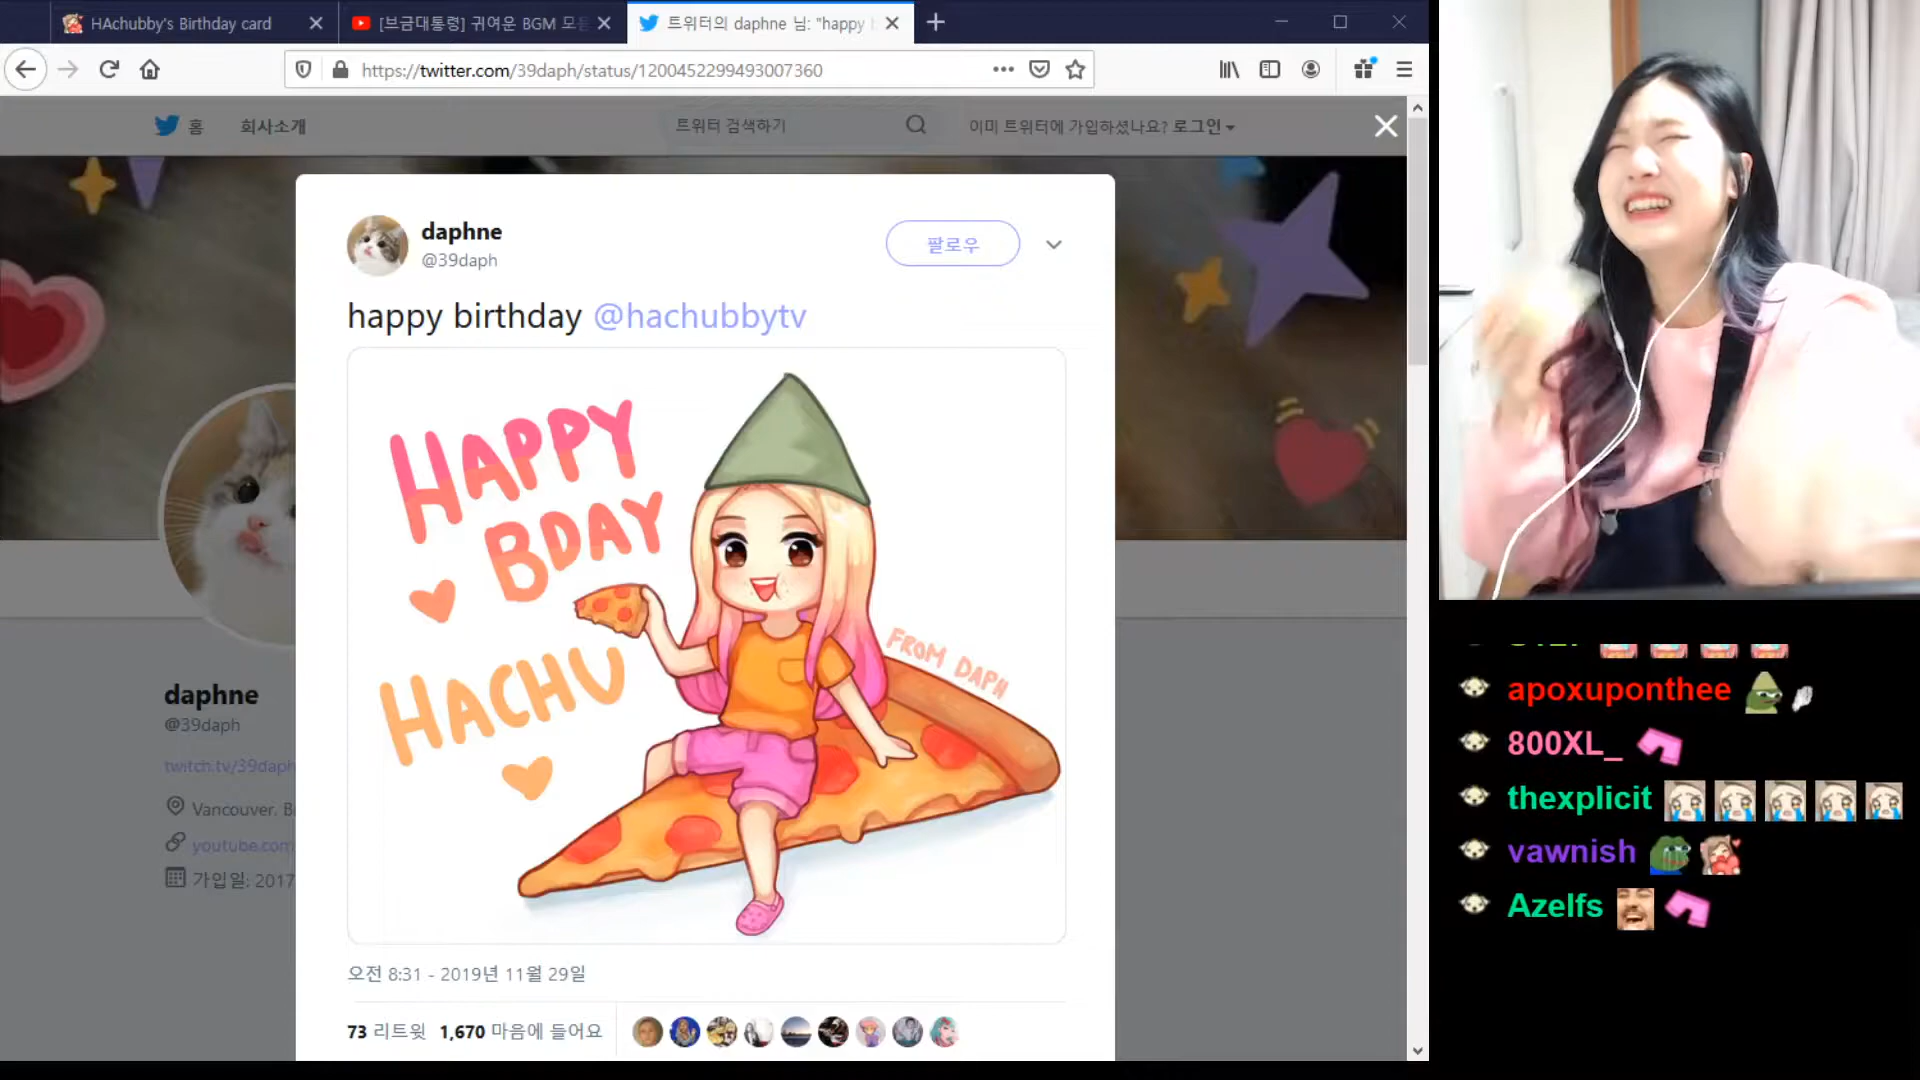 HAchubby's Birthday card
[브금대통령] 귀여운 BGM 모음
트위터의 daphne 님: "happy
https://twitter.com/39daph/status/1200452299493007360
홈
회사소개
트위터 검색하기
이미 트위터에 가입하셨나요? 로그인
daphne
@39daph
팔로우
happy birthday @hachubbytv
HAPPY
BDAY
HACHU
FROM DAPH
오전 8:31 - 2019년 11월 29일
73 리트윗 1,670 마음에 들어요
daphne
@39daph
twitch.tv/39daph
Vancouver, B
youtube.com
가입일: 2017
apoxuponthee
800XL_
thexplicit
vawnish
Azelfs